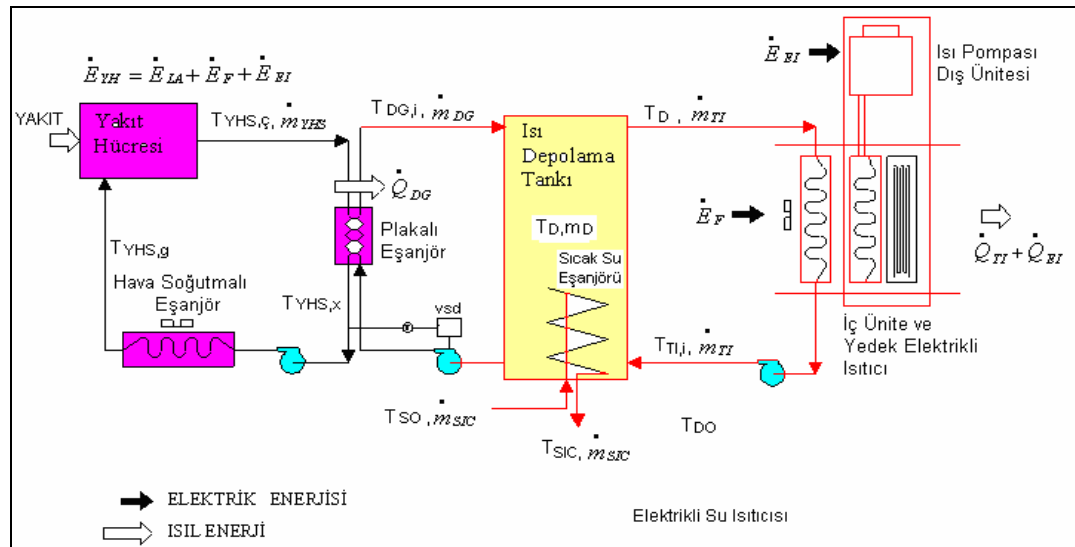 Ė_YH = Ė_LA + Ė_F + Ė_EI
YAKIT
Yakıt
Hücresi
T_YHS,ç, ṁ_YHS
T_DG,i, ṁ_DG
Q̇_DG
Plakalı
Eşanjör
T_YHS,g
Hava Soğutmalı
Eşanjör
T_YHS,x
vsd
Isı
Depolama
Tankı
T_D,m_D
Sıcak Su
Eşanjörü
T_SO, ṁ_SIC
T_SIC, ṁ_SIC
T_D, ṁ_TI
T_TI,i, ṁ_TI
T_DO
Ė_EI
Isı Pompası
Dış Ünitesi
Ė_F
Q̇_TI + Q̇_EI
İç Ünite ve
Yedek Elektrikli
Isıtıcı
ELEKTRİK ENERJİSİ
ISIL ENERJİ
Elektrikli Su Isıtıcısı